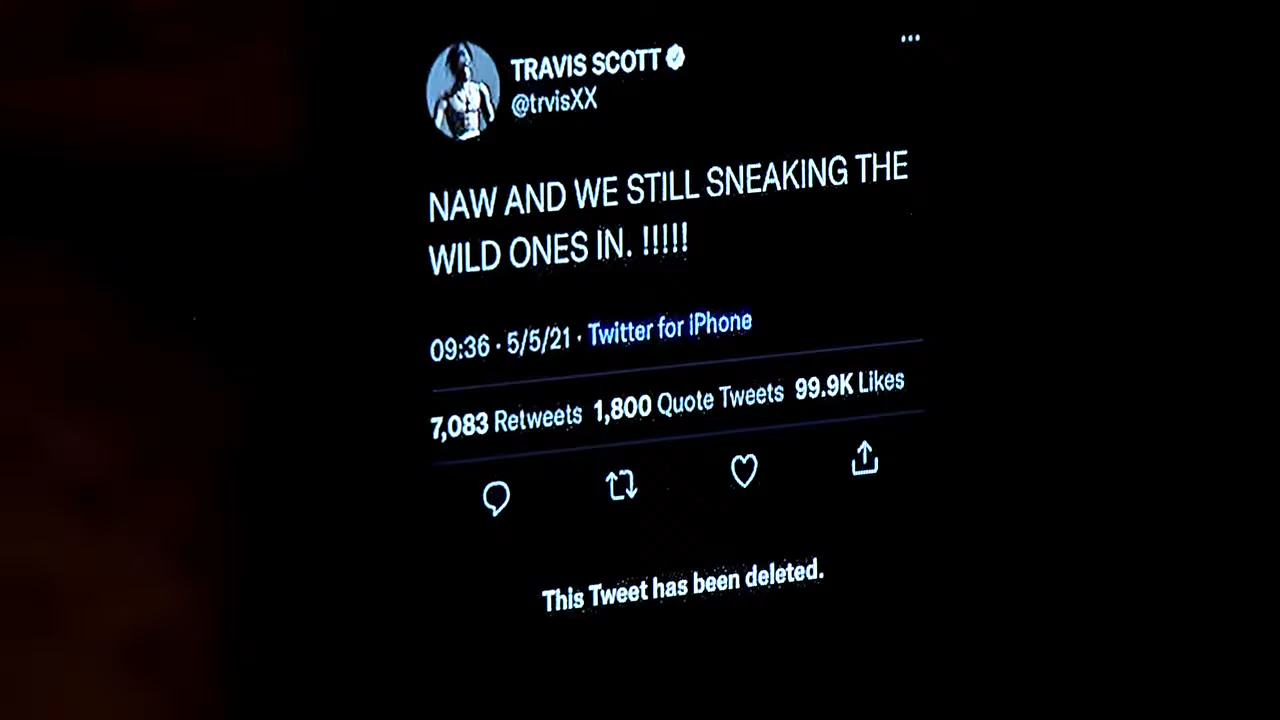 TRAVIS SCOTT
@trvisXX
NAW AND WE STILL SNEAKING THE
WILD ONES IN. !!!!!
09:36 · 5/5/21 · Twitter for iPhone
7,083 Retweets 1,800 Quote Tweets 99.9K Likes
This Tweet has been deleted.